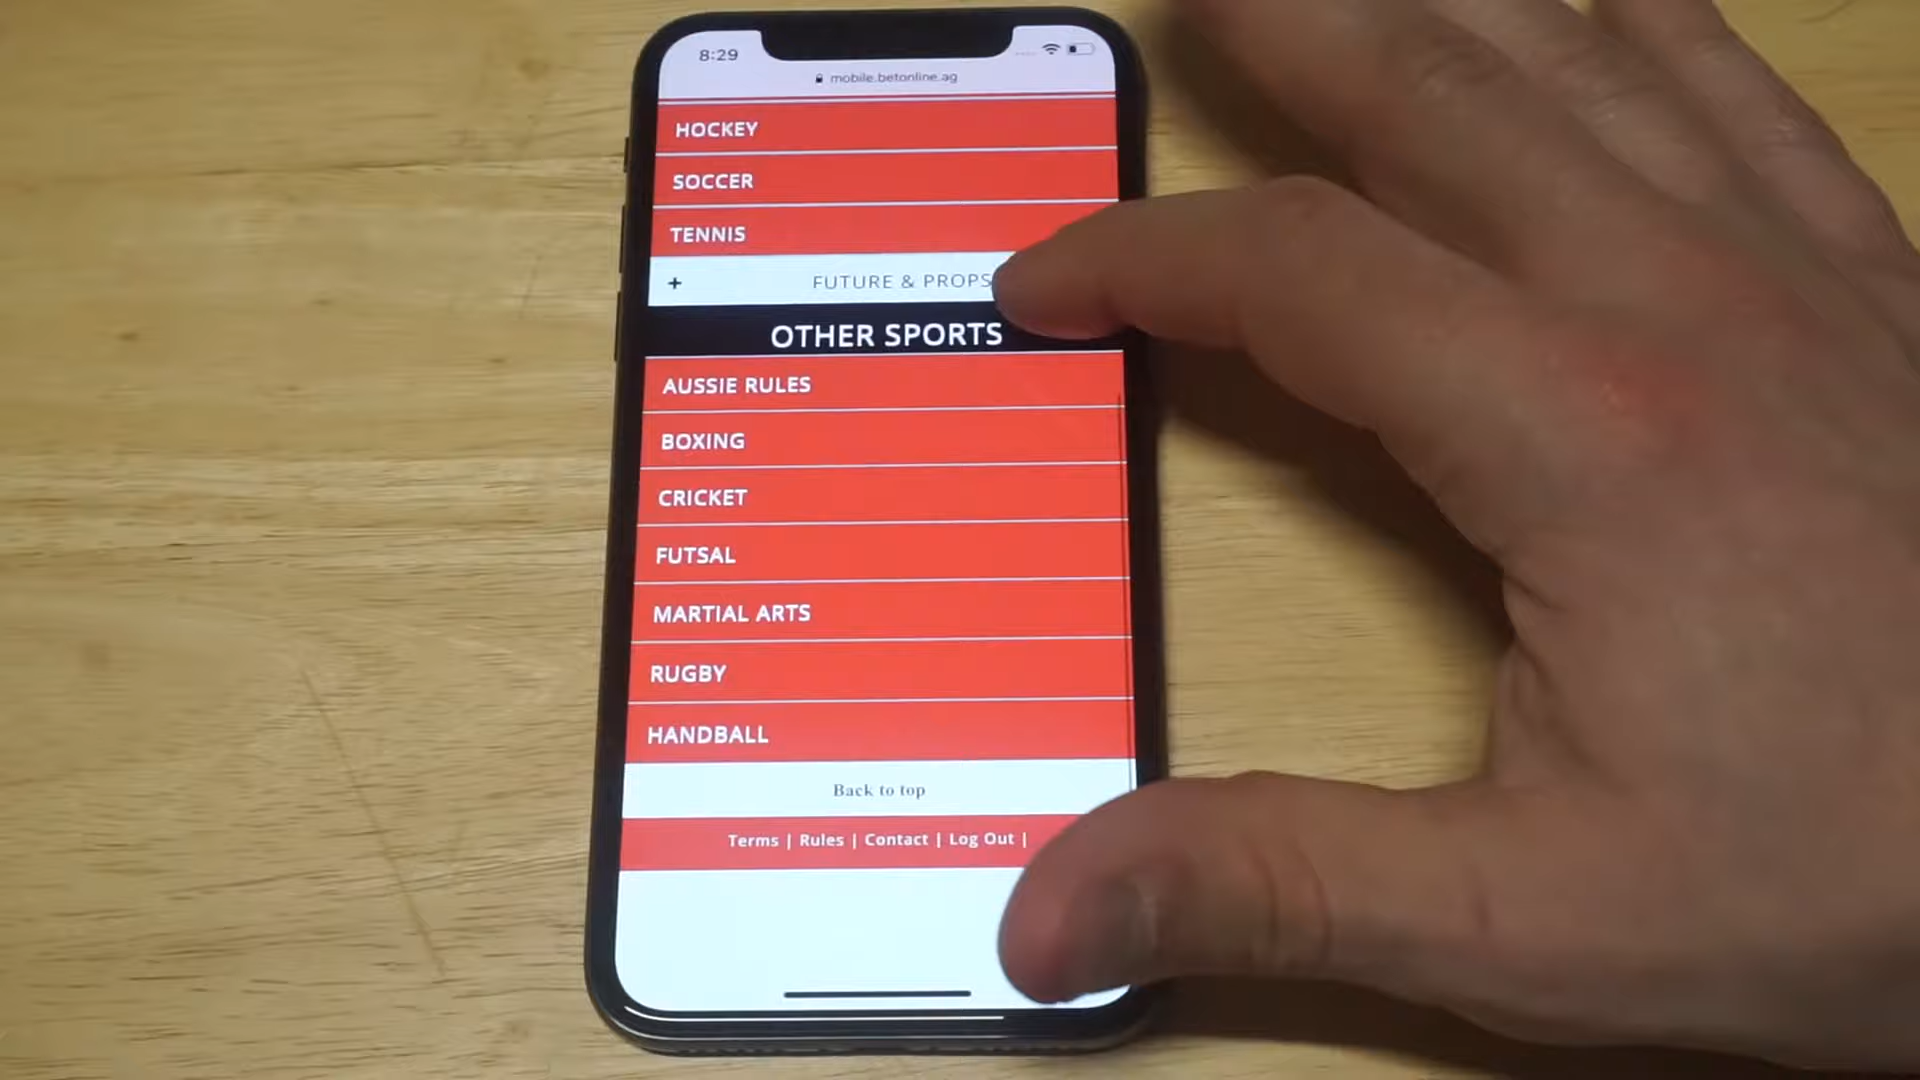 8:29
mobile.betonline.ag
HOCKEY
SOCCER
TENNIS
+ FUTURE & PROPS
OTHER SPORTS
AUSSIE RULES
BOXING
CRICKET
FUTSAL
MARTIAL ARTS
RUGBY
HANDBALL
Back to top
Terms | Rules | Contact | Log Out |